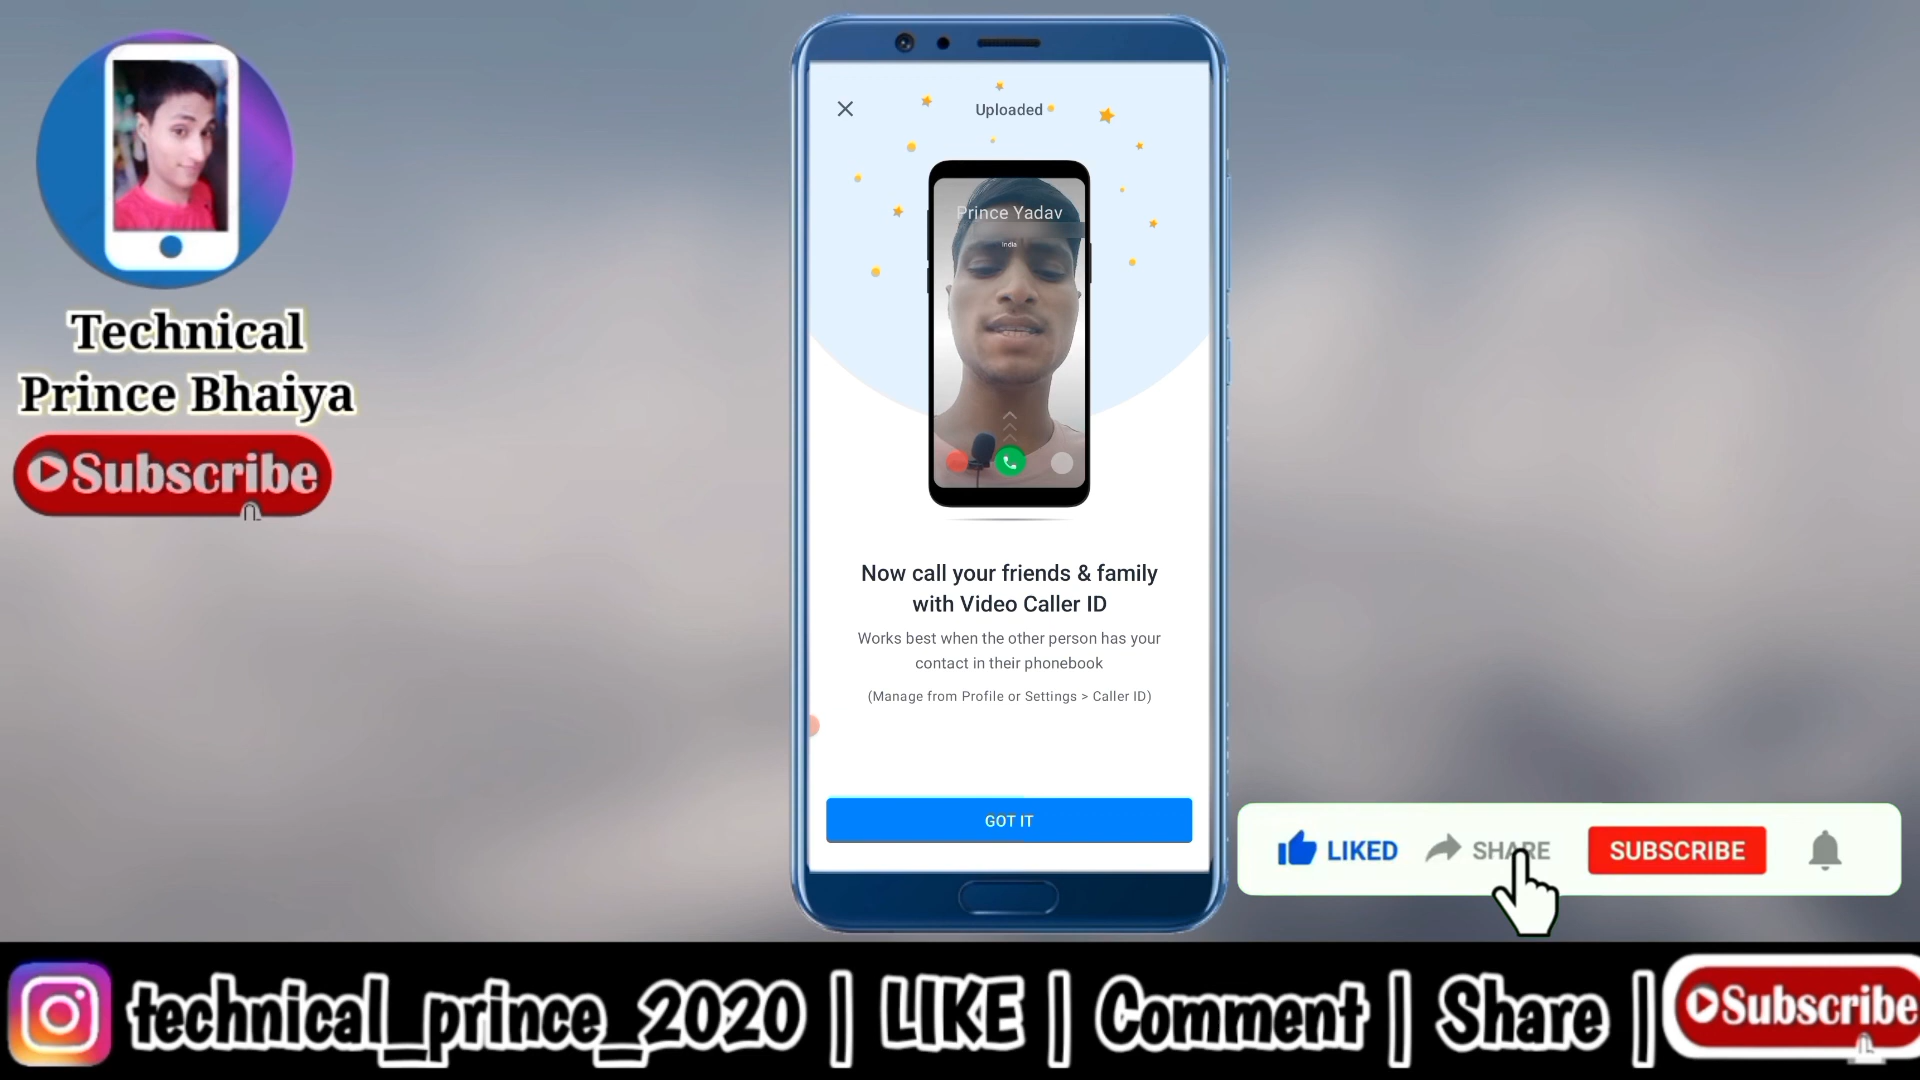 Technical
Prince Bhaiya
Subscribe
Uploaded
Prince Yadav
India
Now call your friends & family
with Video Caller ID
Works best when the other person has your
contact in their phonebook
(Manage from Profile or Settings > Caller ID)
GOT IT
LIKED SHARE SUBSCRIBE
technical_prince_2020 | LIKE | Comment | Share | Subscribe